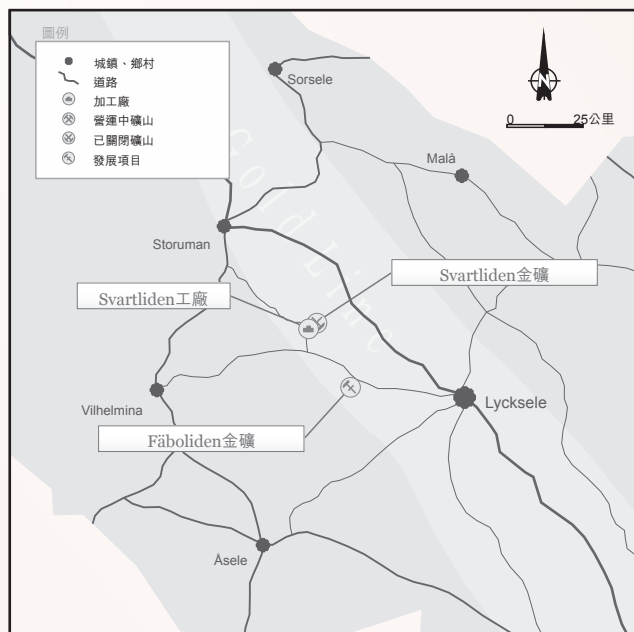 圖例
城鎮、鄉村
道路
加工廠
營運中礦山
已關閉礦山
發展項目
N
0 25公里
Sorsele
Malå
Gold Line
Storuman
Svartliden金礦
Svartliden工廠
Vilhelmina
Lycksele
Fäboliden金礦
Åsele